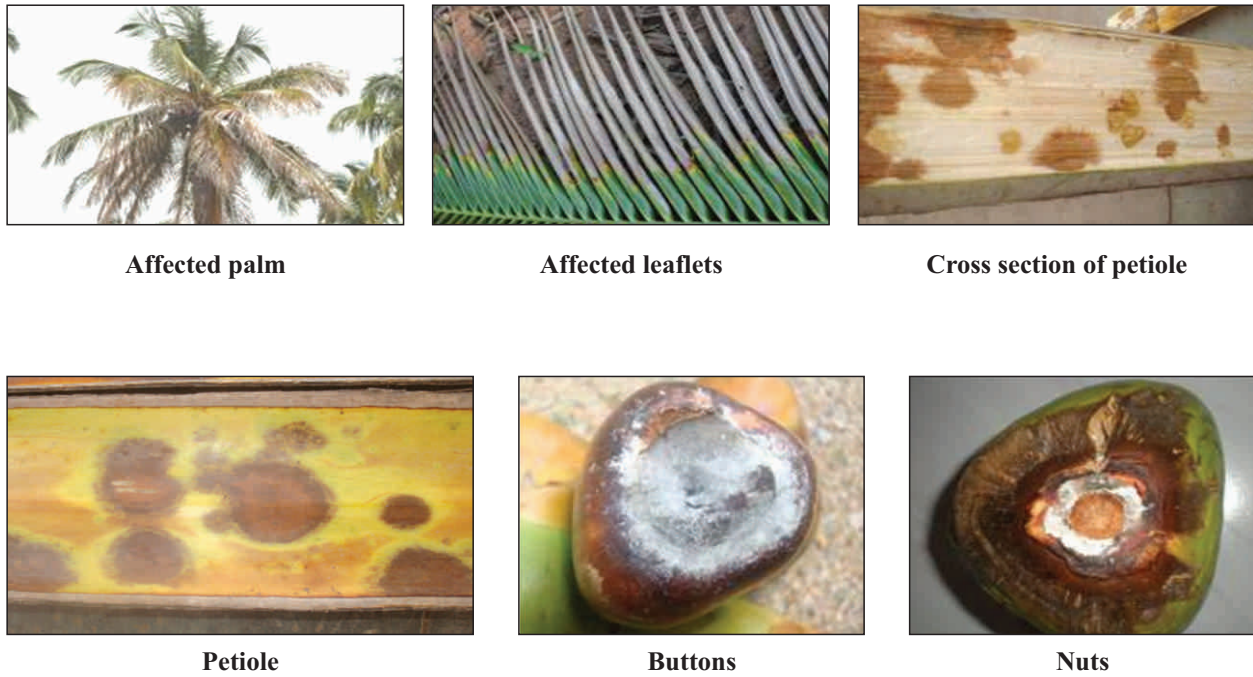 Affected palm
Affected leaflets
Cross section of petiole
Petiole
Buttons
Nuts